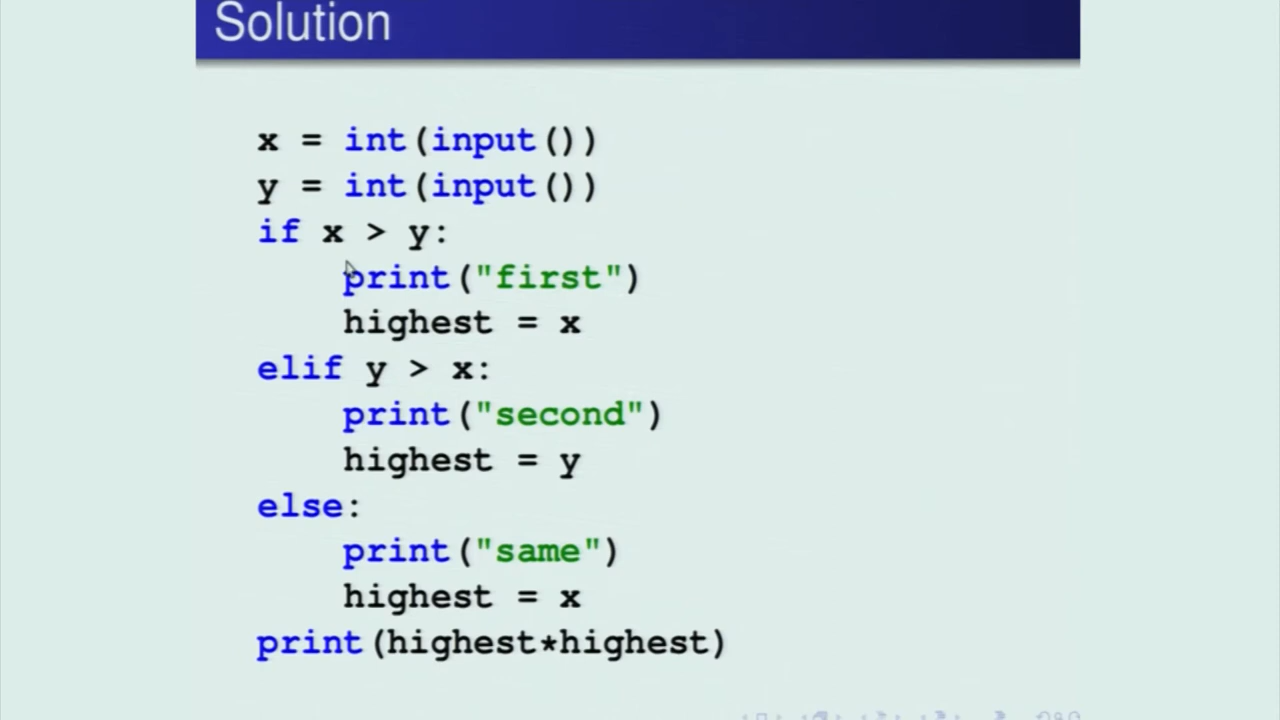 Solution
x = int(input())
y = int(input())
if x > y:
    print("first")
    highest = x
elif y > x:
    print("second")
    highest = y
else:
    print("same")
    highest = x
print(highest*highest)